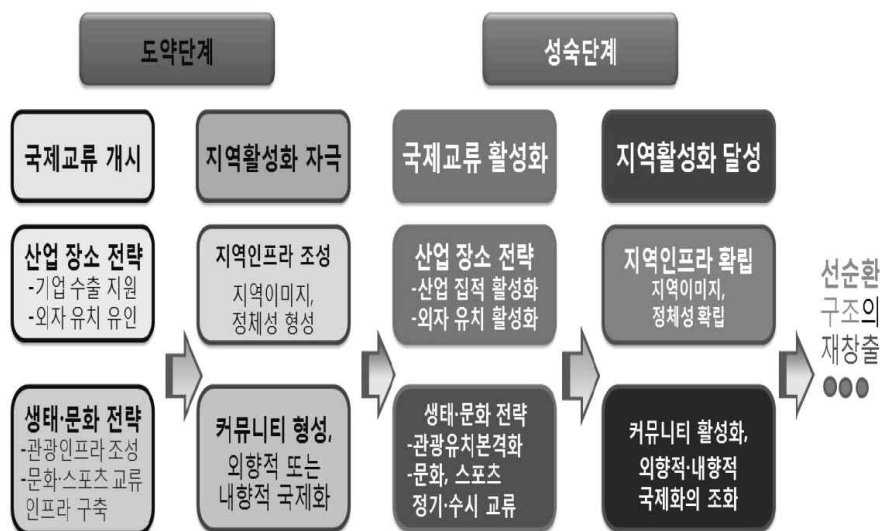 도약단계
성숙단계
국제교류 개시
지역활성화 자극
국제교류 활성화
지역활성화 달성
산업 장소 전략
-기업 수출 지원
-외자 유치 유인
지역인프라 조성
지역이미지,
정체성 형성
산업 장소 전략
-산업 집적 활성화
-외자 유치 활성화
지역인프라 확립
지역이미지,
정체성 확립
생태·문화 전략
-관광인프라 조성
-문화·스포츠 교류
인프라 구축
커뮤니티 형성,
외향적 또는
내향적 국제화
생태·문화 전략
-관광유치본격화
-문화, 스포츠
정기·수시 교류
커뮤니티 활성화,
외향적·내향적
국제화의 조화
선순환
구조의
재창출